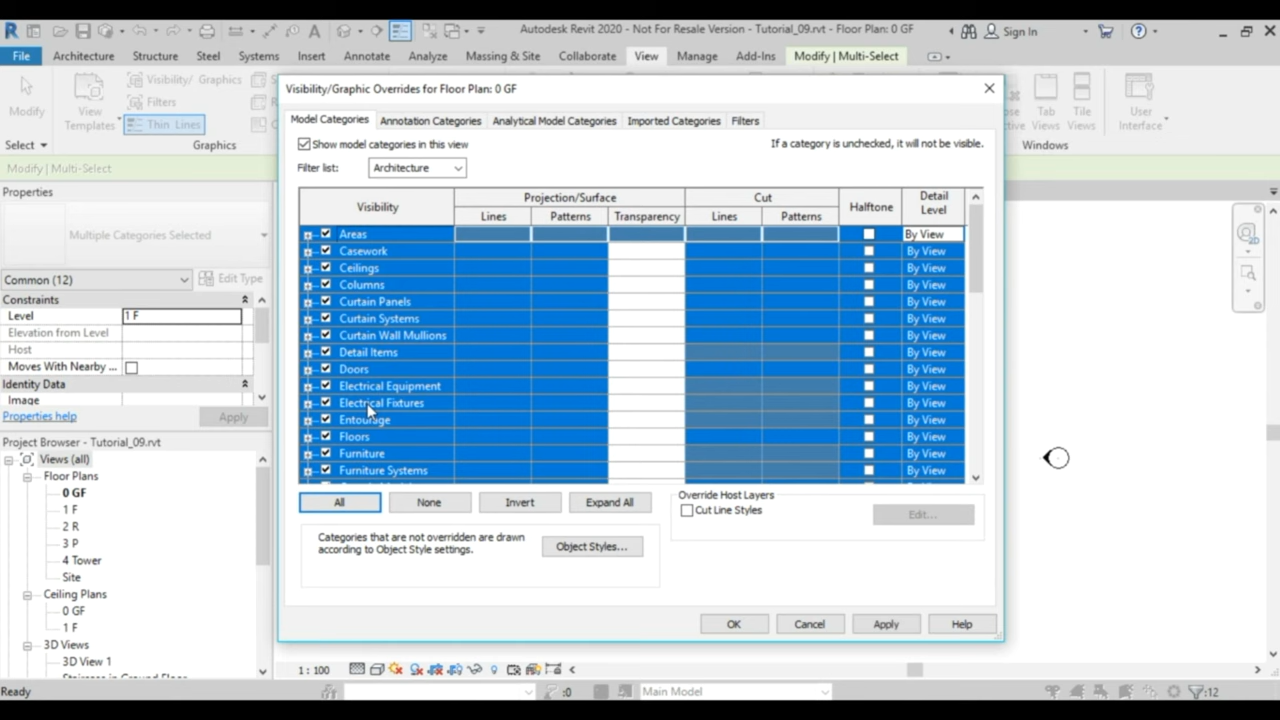 Autodesk Revit 2020 - Not For Resale Version - Tutorial_09.rvt - Floor Plan: 0 GF
Sign In
File Architecture Structure Steel Systems Insert Annotate Analyze Massing & Site Collaborate View Manage Add-Ins Modify | Multi-Select
Modify
View Templates
Visibility/ Graphics
Filters
Thin Lines
Tab Views
Tile Views
User Interface
Select
Graphics
Windows
Modify | Multi-Select
Properties
Multiple Categories Selected
Common (12) Edit Type
Constraints
Level 1 F
Elevation from Level
Host
Moves With Nearby ...
Identity Data
Image
Properties help Apply
Project Browser - Tutorial_09.rvt
Views (all)
Floor Plans
0 GF
1 F
2 R
3 P
4 Tower
Site
Ceiling Plans
0 GF
1 F
3D Views
3D View 1
Visibility/Graphic Overrides for Floor Plan: 0 GF
Model Categories Annotation Categories Analytical Model Categories Imported Categories Filters
Show model categories in this view If a category is unchecked, it will not be visible.
Filter list: Architecture
Visibility Projection/Surface Cut Halftone Detail Level
Lines Patterns Transparency Lines Patterns
Areas By View
Casework By View
Ceilings By View
Columns By View
Curtain Panels By View
Curtain Systems By View
Curtain Wall Mullions By View
Detail Items By View
Doors By View
Electrical Equipment By View
Electrical Fixtures By View
Entourage By View
Floors By View
Furniture By View
Furniture Systems By View
All None Invert Expand All
Override Host Layers
Cut Line Styles Edit...
Categories that are not overridden are drawn
according to Object Style settings.
Object Styles...
OK Cancel Apply Help
1 : 100
Ready :0 Main Model :12